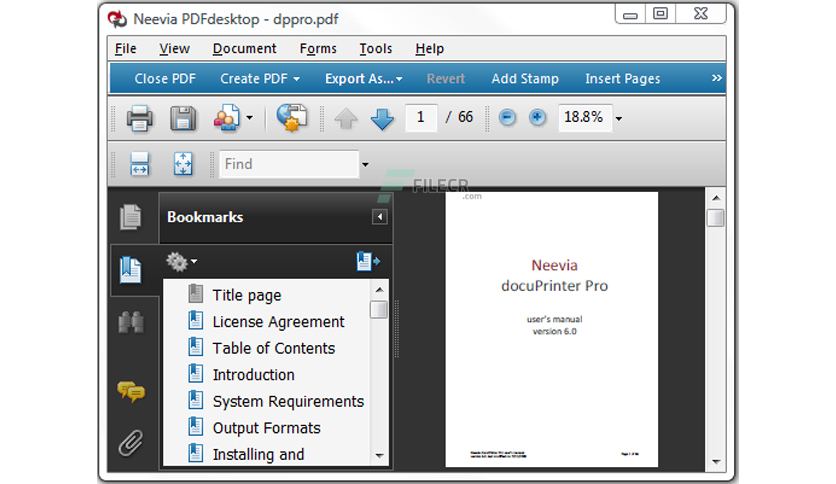 Neevia PDFdesktop - dppro.pdf
File View Document Forms Tools Help
Close PDF Create PDF Export As... Revert Add Stamp Insert Pages »
1 / 66 18.8%
Find
FILECR
.com
Bookmarks
Title page
License Agreement
Table of Contents
Introduction
System Requirements
Output Formats
Installing and
Neevia
docuPrinter Pro
user's manual
version 6.0